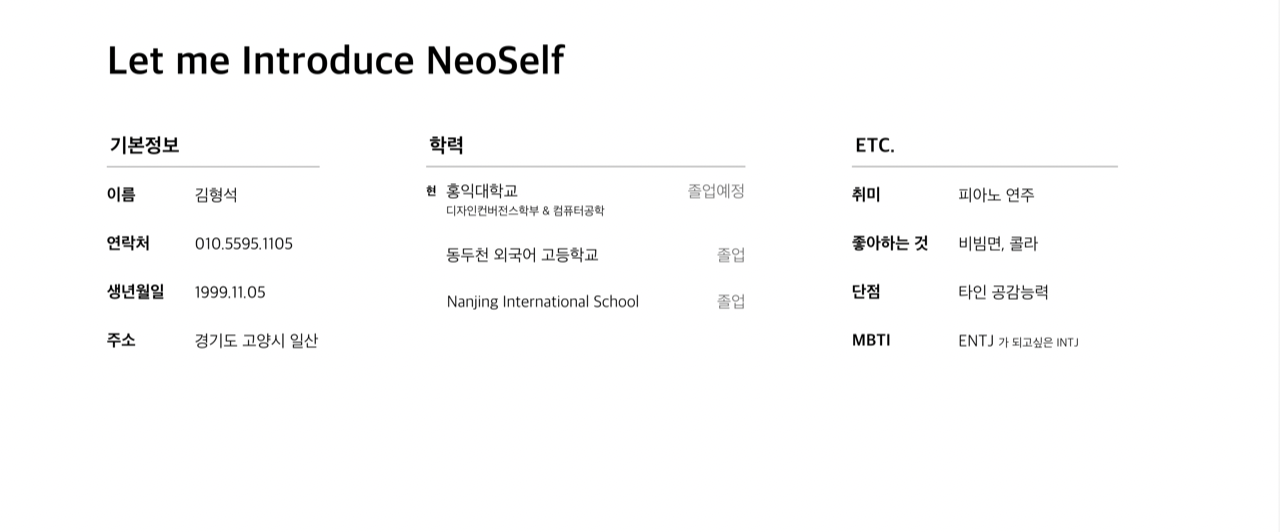 Let me Introduce NeoSelf
기본정보
이름 김형석
연락처 010.5595.1105
생년월일 1999.11.05
주소 경기도 고양시 일산
학력
현 홍익대학교 졸업예정
디자인컨버전스학부 & 컴퓨터공학
동두천 외국어 고등학교 졸업
Nanjing International School 졸업
ETC.
취미 피아노 연주
좋아하는 것 비빔면, 콜라
단점 타인 공감능력
MBTI ENTJ 가 되고싶은 INTJ